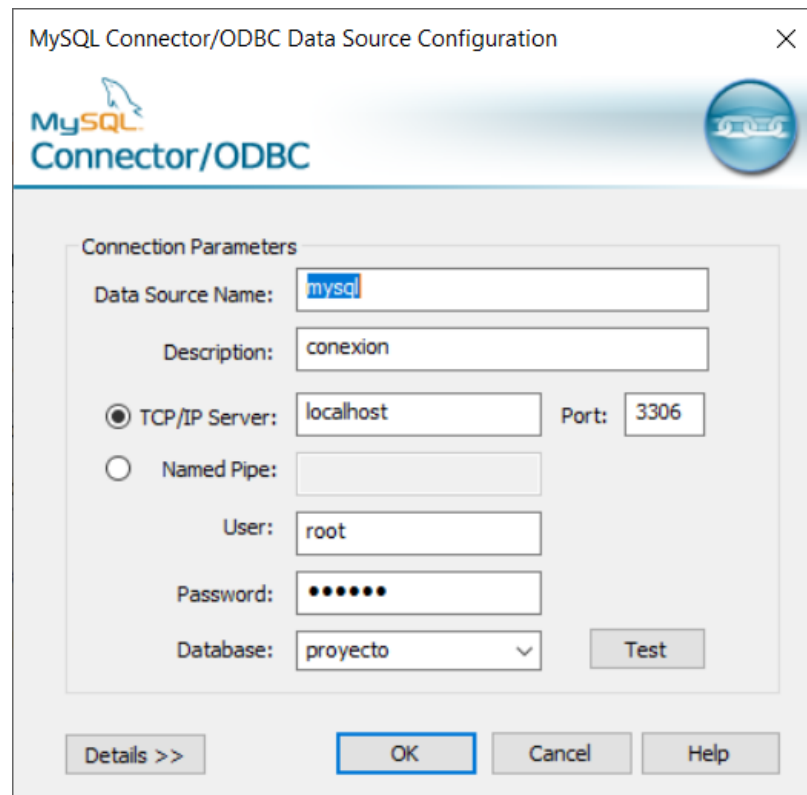 MySQL Connector/ODBC Data Source Configuration
MySQL
Connector/ODBC
Connection Parameters
Data Source Name: mysql
Description: conexion
TCP/IP Server: localhost Port: 3306
Named Pipe:
User: root
Password: ••••••
Database: proyecto Test
Details >> OK Cancel Help